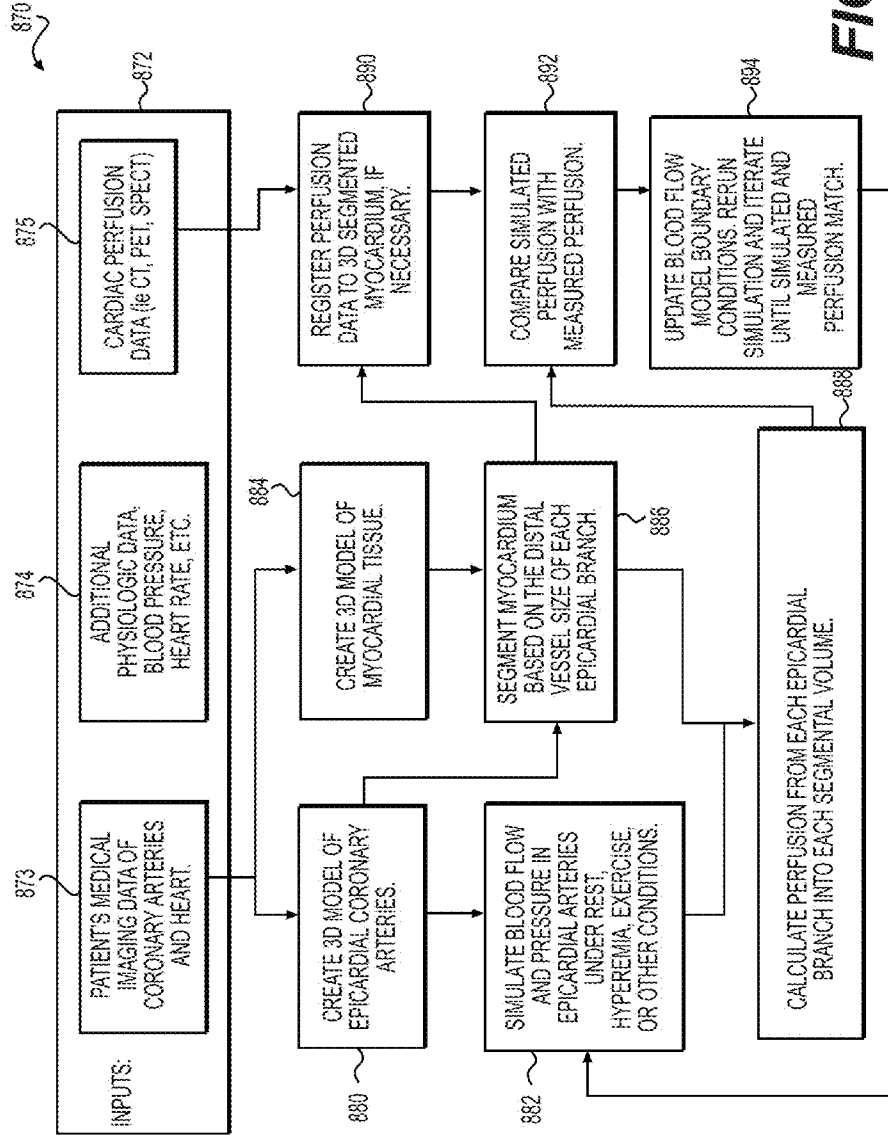 870
872
INPUTS:
873
PATIENT'S MEDICAL
IMAGING DATA OF
CORONARY ARTERIES
AND HEART.
874
ADDITIONAL
PHYSIOLOGIC DATA,
BLOOD PRESSURE,
HEART RATE, ETC.
875
CARDIAC PERFUSION
DATA (ie CT, PET, SPECT)
880
CREATE 3D MODEL OF
EPICARDIAL CORONARY
ARTERIES.
884
CREATE 3D MODEL OF
MYOCARDIAL TISSUE.
890
REGISTER PERFUSION
DATA TO 3D SEGMENTED
MYOCARDIUM, IF
NECESSARY.
882
SIMULATE BLOOD FLOW
AND PRESSURE IN
EPICARDIAL ARTERIES
UNDER REST,
HYPEREMIA, EXERCISE,
OR OTHER CONDITIONS.
886
SEGMENT MYOCARDIUM
BASED ON THE DISTAL
VESSEL SIZE OF EACH
EPICARDIAL BRANCH.
892
COMPARE SIMULATED
PERFUSION WITH
MEASURED PERFUSION.
888
CALCULATE PERFUSION FROM EACH EPICARDIAL
BRANCH INTO EACH SEGMENTAL VOLUME.
894
UPDATE BLOOD FLOW
MODEL BOUNDARY
CONDITIONS. RERUN
SIMULATION AND ITERATE
UNTIL SIMULATED AND
MEASURED
PERFUSION MATCH.